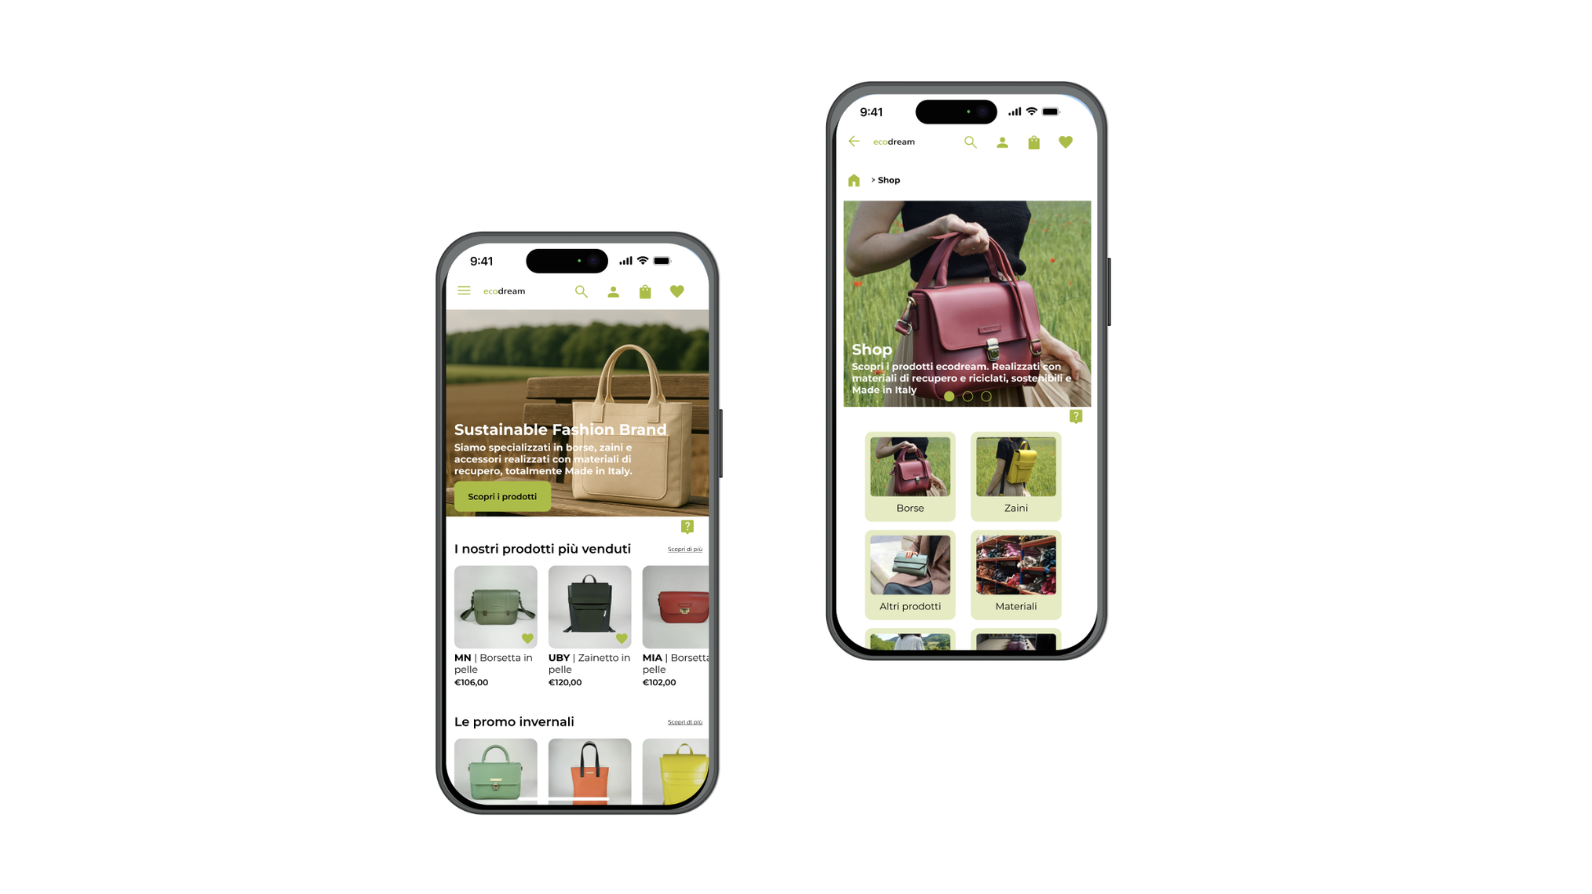 9:41
ecodream
Sustainable Fashion Brand
Siamo specializzati in borse, zaini e
accessori realizzati con materiali di
recupero, totalmente Made in Italy.
Scopri i prodotti
?
I nostri prodotti più venduti
Scopri di più
MN | Borsetta in
pelle
€106,00
UBY | Zainetto in
pelle
€120,00
MIA | Borsetta
pelle
€102,00
Le promo invernali
Scopri di più
9:41
ecodream
> Shop
Shop
Scopri i prodotti ecodream. Realizzati con
materiali di recupero e riciclati, sostenibili e
Made in Italy
?
Borse
Zaini
Altri prodotti
Materiali